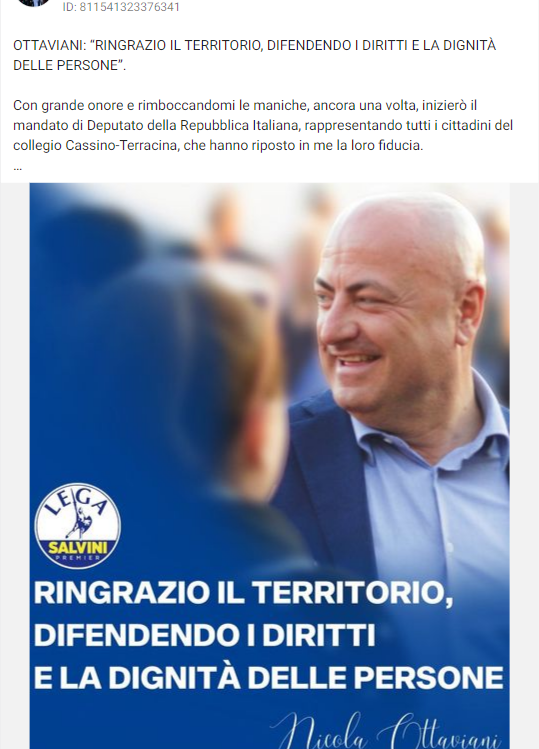 ID: 811541323376341
OTTAVIANI: “RINGRAZIO IL TERRITORIO, DIFENDENDO I DIRITTI E LA DIGNITÀ
DELLE PERSONE”.
Con grande onore e rimboccandomi le maniche, ancora una volta, inizierò il
mandato di Deputato della Repubblica Italiana, rappresentando tutti i cittadini del
collegio Cassino-Terracina, che hanno riposto in me la loro fiducia.
...
LEGA
SALVINI
PREMIER
RINGRAZIO IL TERRITORIO,
DIFENDENDO I DIRITTI
E LA DIGNITÀ DELLE PERSONE
Nicola Ottaviani